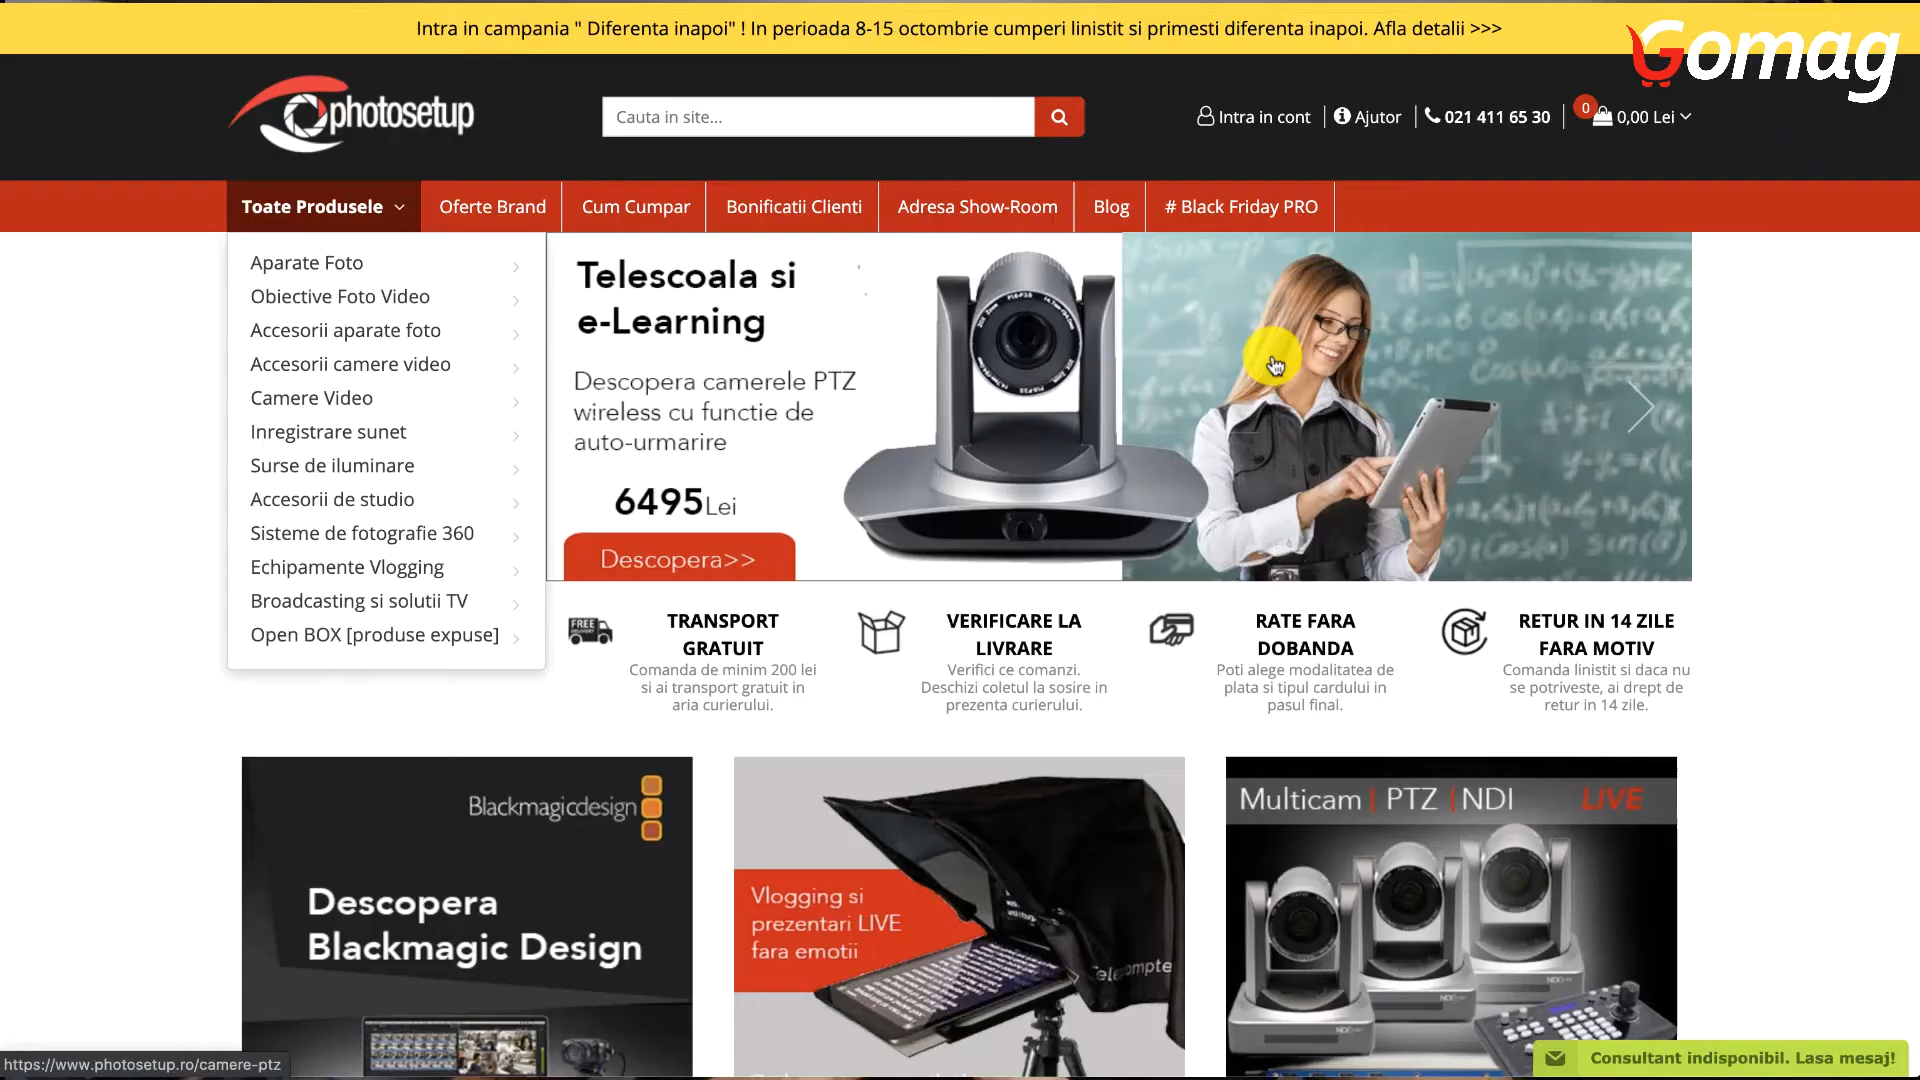 Intra in campania " Diferenta inapoi" ! In perioada 8-15 octombrie cumperi linistit si primesti diferenta inapoi. Afla detalii >>>
Gomag
photosetup
Cauta in site...
Intra in cont
Ajutor
021 411 65 30
0
0,00 Lei
Toate Produsele
Oferte Brand
Cum Cumpar
Bonificatii Clienti
Adresa Show-Room
Blog
# Black Friday PRO
Aparate Foto
Obiective Foto Video
Accesorii aparate foto
Accesorii camere video
Camere Video
Inregistrare sunet
Surse de iluminare
Accesorii de studio
Sisteme de fotografie 360
Echipamente Vlogging
Broadcasting si solutii TV
Open BOX [produse expuse]
Telescoala si
e-Learning
Descopera camerele PTZ
wireless cu functie de
auto-urmarire
6495Lei
Descopera>>
FREE
DELIVERY
TRANSPORT
GRATUIT
Comanda de minim 200 lei
si ai transport gratuit in
aria curierului.
VERIFICARE LA
LIVRARE
Verifici ce comanzi.
Deschizi coletul la sosire in
prezenta curierului.
RATE FARA
DOBANDA
Poti alege modalitatea de
plata si tipul cardului in
pasul final.
RETUR IN 14 ZILE
FARA MOTIV
Comanda linistit si daca nu
se potriveste, ai drept de
retur in 14 zile.
Blackmagicdesign
Descopera
Blackmagic Design
Vlogging si
prezentari LIVE
fara emotii
Multicam | PTZ | NDI LIVE
https://www.photosetup.ro/camere-ptz
Consultant indisponibil. Lasa mesaj!